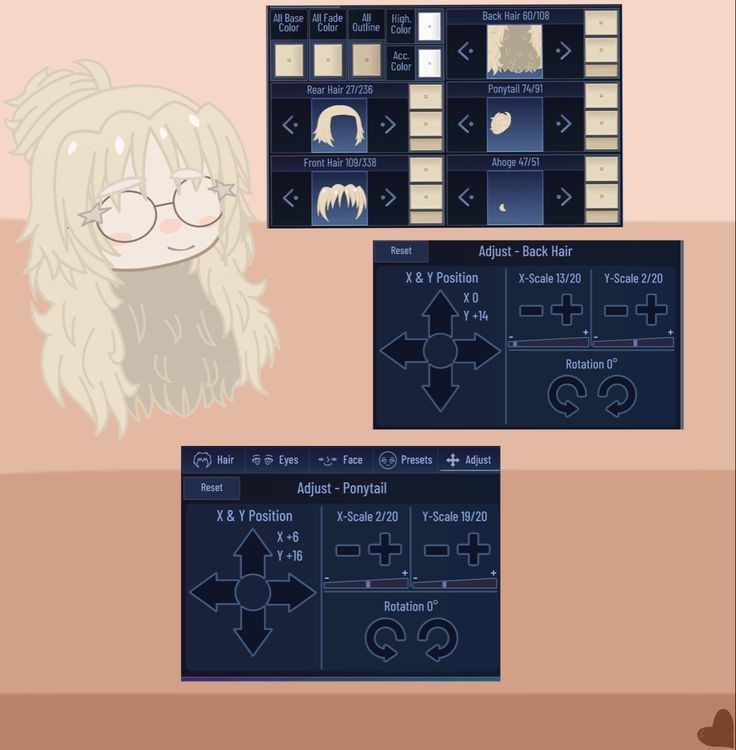 All Base Color
All Fade Color
All Outline
High. Color
Acc. Color
Back Hair 60/108
Rear Hair 27/236
Ponytail 74/91
Front Hair 109/338
Ahoge 47/51
Reset
Adjust - Back Hair
X & Y Position
X 0
Y +14
X-Scale 13/20
Y-Scale 2/20
- +
- +
Rotation 0°
Hair
Eyes
Face
Presets
Adjust
Reset
Adjust - Ponytail
X & Y Position
X +6
Y +16
X-Scale 2/20
Y-Scale 19/20
- +
- +
Rotation 0°